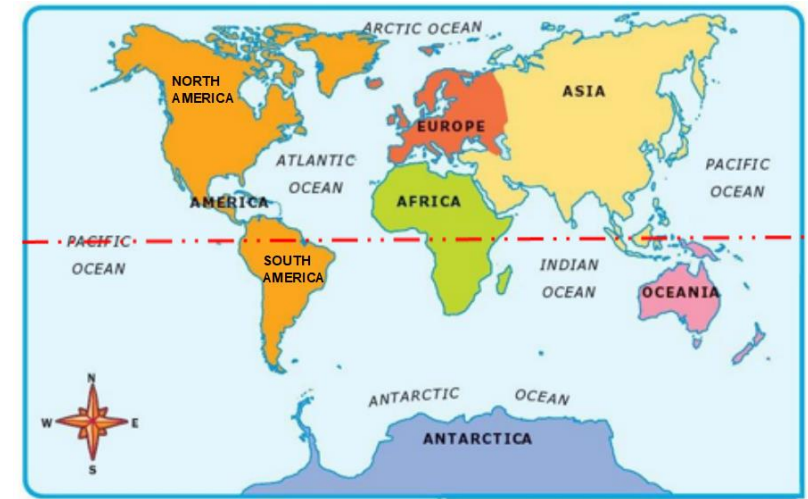 ARCTIC OCEAN
NORTH
AMERICA
ASIA
EUROPE
ATLANTIC
OCEAN
PACIFIC
OCEAN
AMERICA
AFRICA
PACIFIC
OCEAN
SOUTH
AMERICA
INDIAN
OCEAN
OCEANIA
N
W E
S
ANTARCTIC OCEAN
ANTARCTICA